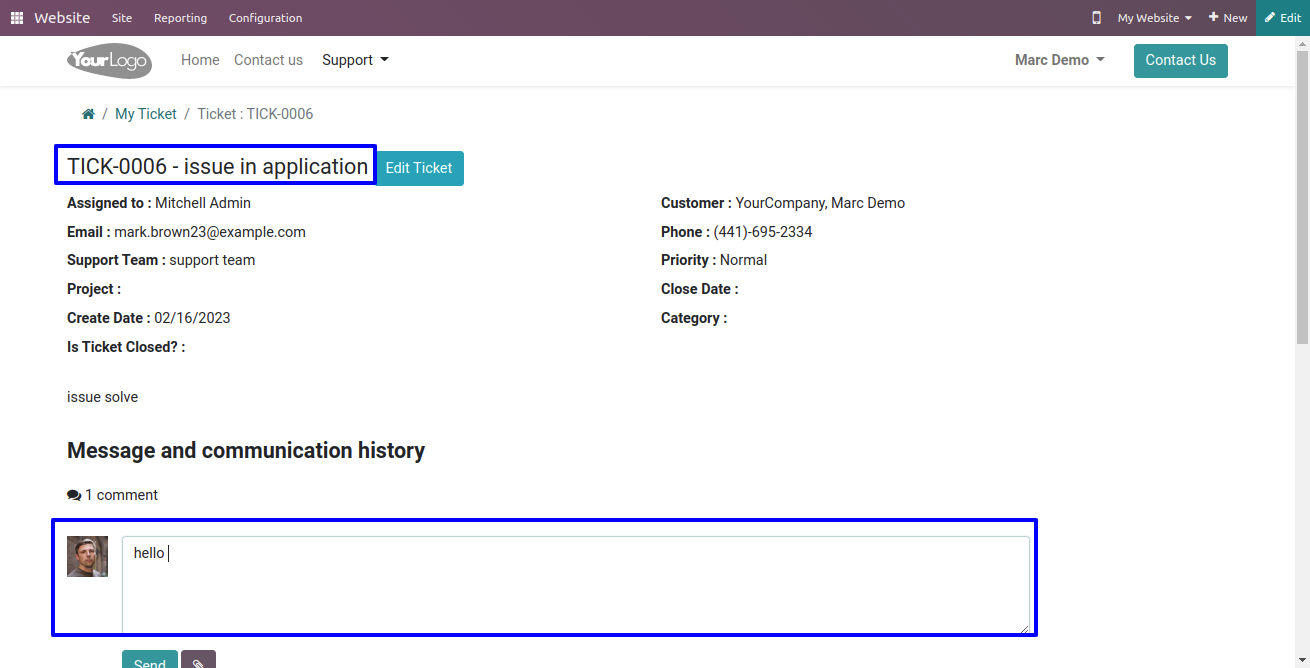 Website Site Reporting Configuration My Website New Edit
YourLogo Home Contact us Support Marc Demo Contact Us
/ My Ticket / Ticket : TICK-0006
TICK-0006 - issue in application Edit Ticket
Assigned to : Mitchell Admin Customer : YourCompany, Marc Demo
Email : mark.brown23@example.com Phone : (441)-695-2334
Support Team : support team Priority : Normal
Project : Close Date :
Create Date : 02/16/2023 Category :
Is Ticket Closed? :
issue solve
Message and communication history
1 comment
hello
Send